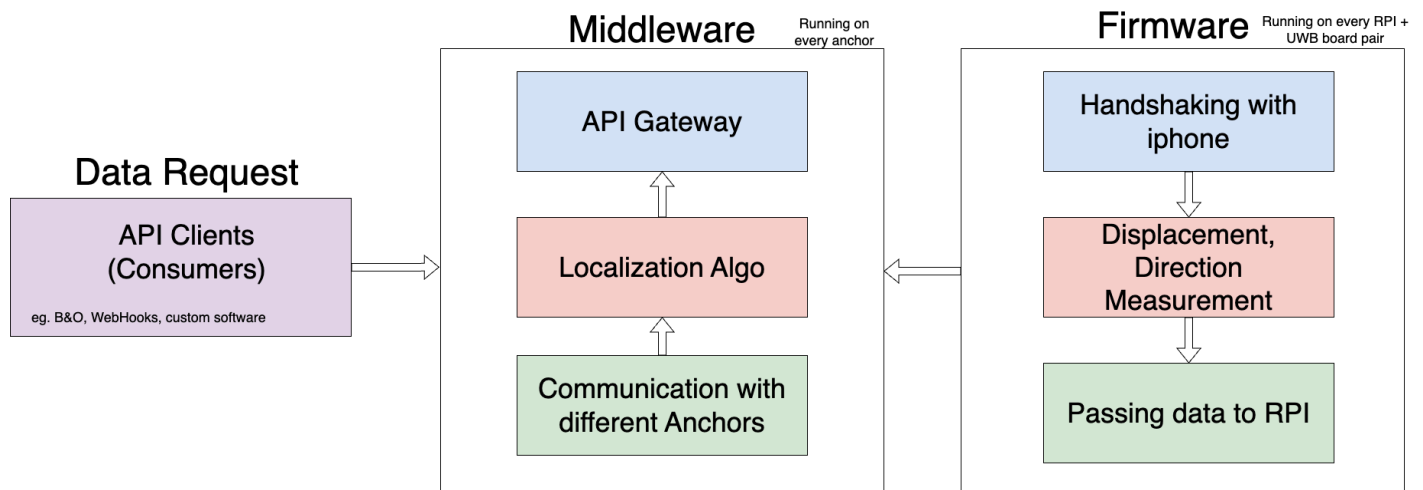 Data Request
API Clients
(Consumers)
eg. B&O, WebHooks, custom software
Middleware
Running on
every anchor
API Gateway
Localization Algo
Communication with
different Anchors
Firmware
Running on every RPI +
UWB board pair
Handshaking with
iphone
Displacement,
Direction
Measurement
Passing data to RPI